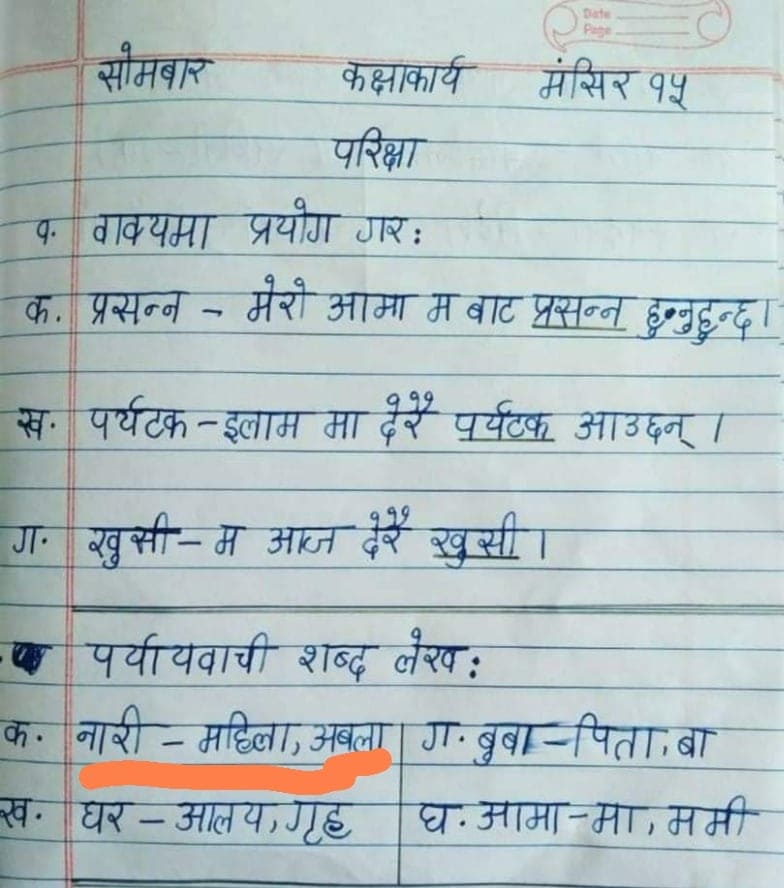 Date
Page
सोमबार कक्षाकार्य मंसिर १५
परिक्षा
१. वाक्यमा प्रयोग गर:
क. प्रसन्न - मेरो आमा म बाट प्रसन्न हुनुहुन्छ।
ख. पर्यटक - इलाम मा देरै पर्यटक आउछन् ।
ग. खुसी - म आज देरै खुसी ।
पर्यायवाची शब्द लेख:
क. नारी - महिला, अबला ग. बुबा - पिता, बा
ख. घर - आलय, गृह घ. आमा - मा, ममी